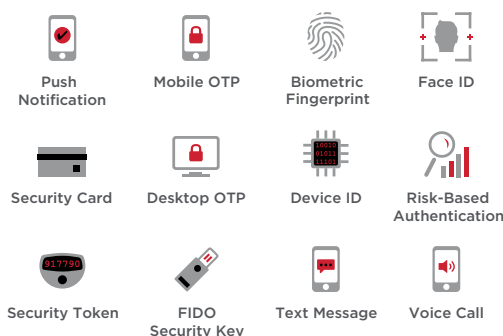 Push
Notification
Mobile OTP
Biometric
Fingerprint
Face ID
10010
01011
11101
Security Card
Desktop OTP
Device ID
Risk-Based
Authentication
917790
Security Token
FIDO
Security Key
Text Message
Voice Call